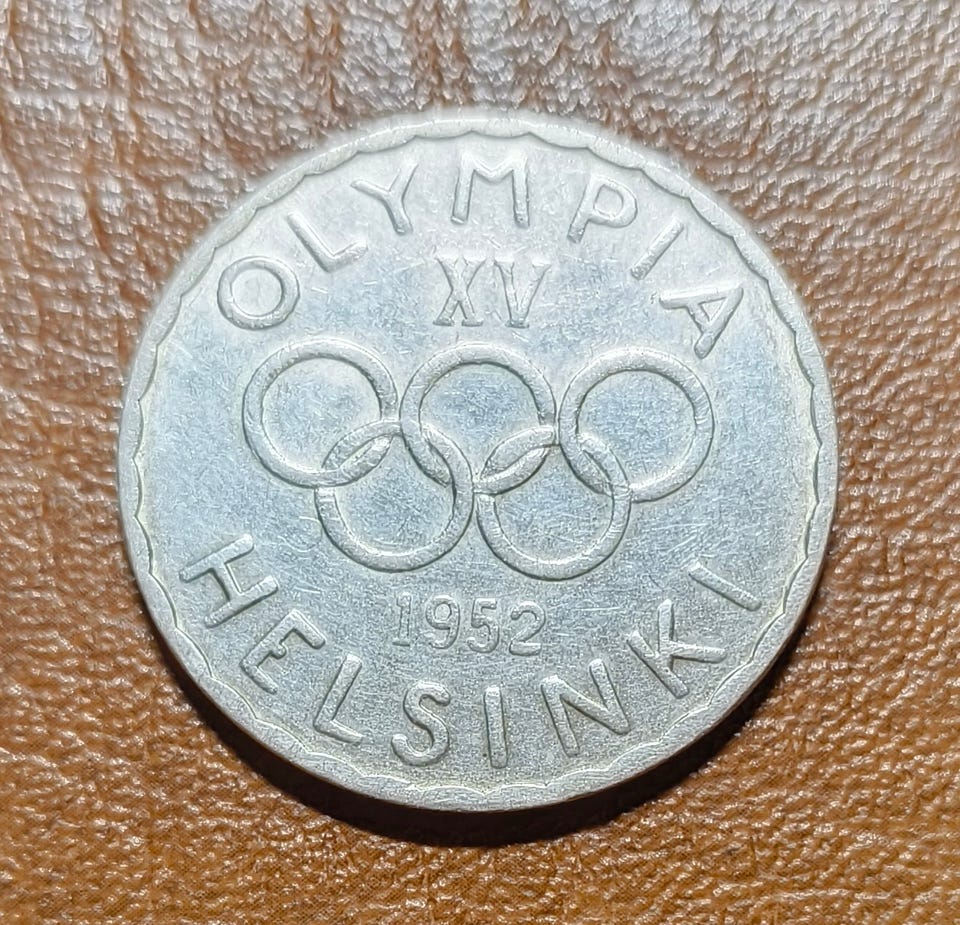 OLYMPIA
XV
1952
HELSINKI